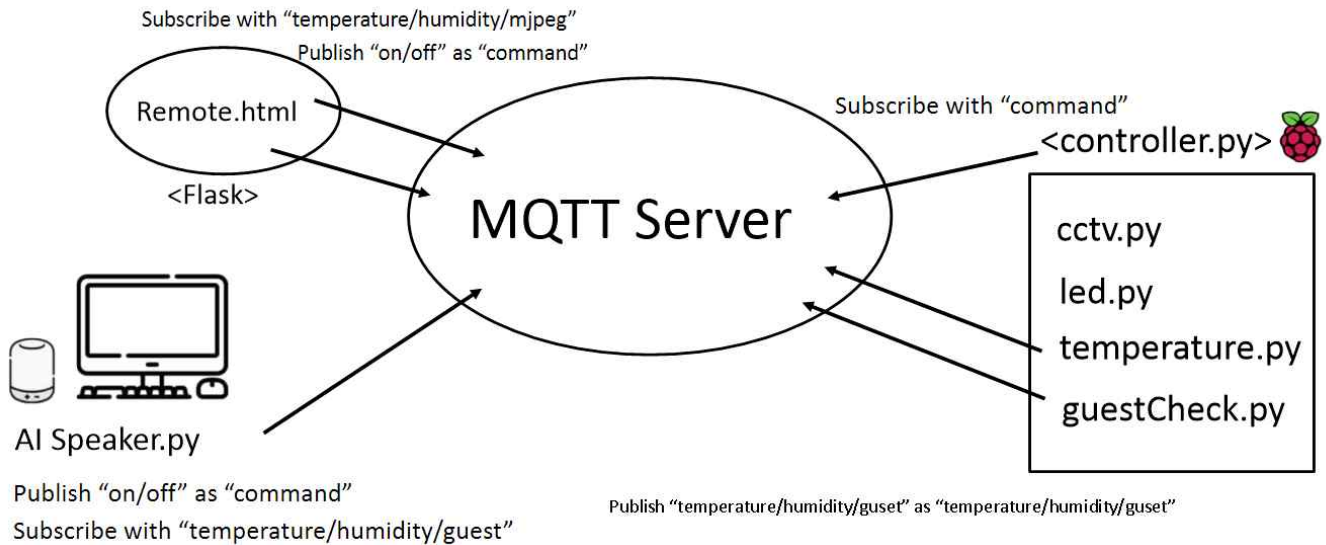 Subscribe with “temperature/humidity/mjpeg”
Publish “on/off” as “command”
Remote.html
<Flask>
MQTT Server
Subscribe with “command”
<controller.py>
cctv.py
led.py
temperature.py
guestCheck.py
AI Speaker.py
Publish “on/off” as “command”
Subscribe with “temperature/humidity/guest”
Publish “temperature/humidity/guset” as “temperature/humidity/guset”